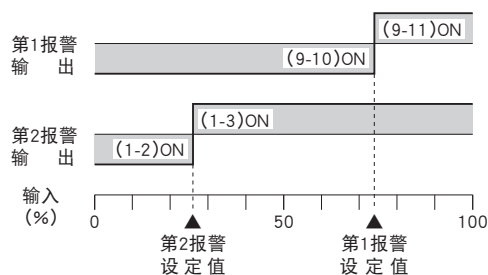 第1报警
输 出
(9-11)ON
(9-10)ON
第2报警
输 出
(1-3)ON
(1-2)ON
输入
(%)
0
50
100
第2报警
设 定 值
第1报警
设 定 值